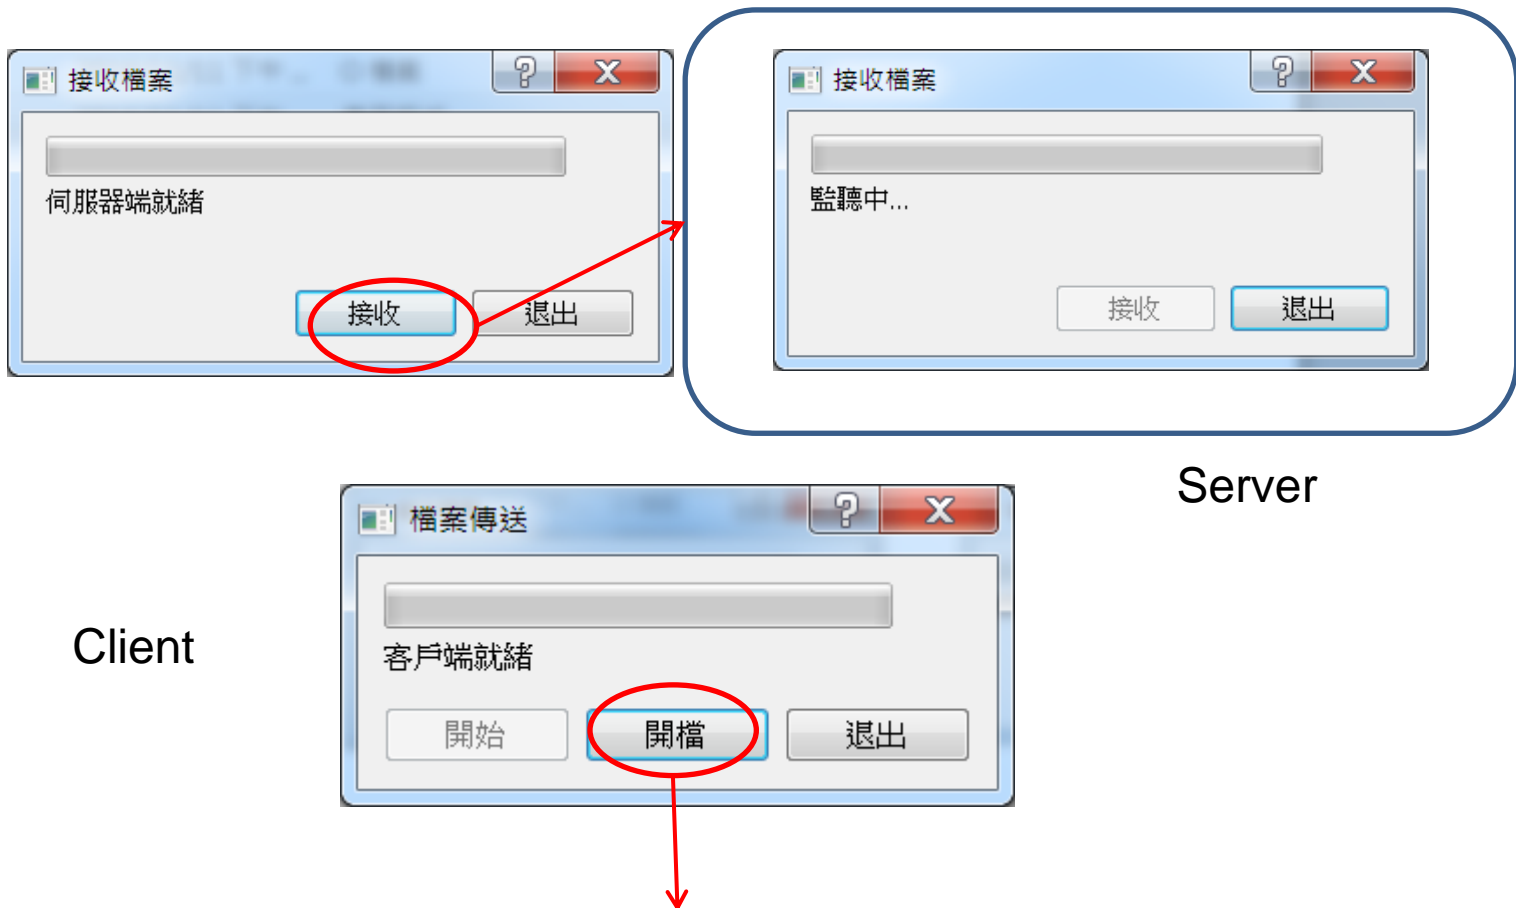 接收檔案
伺服器端就緒
接收
退出
接收檔案
監聽中...
接收
退出
Server
檔案傳送
Client
客戶端就緒
開始
開檔
退出